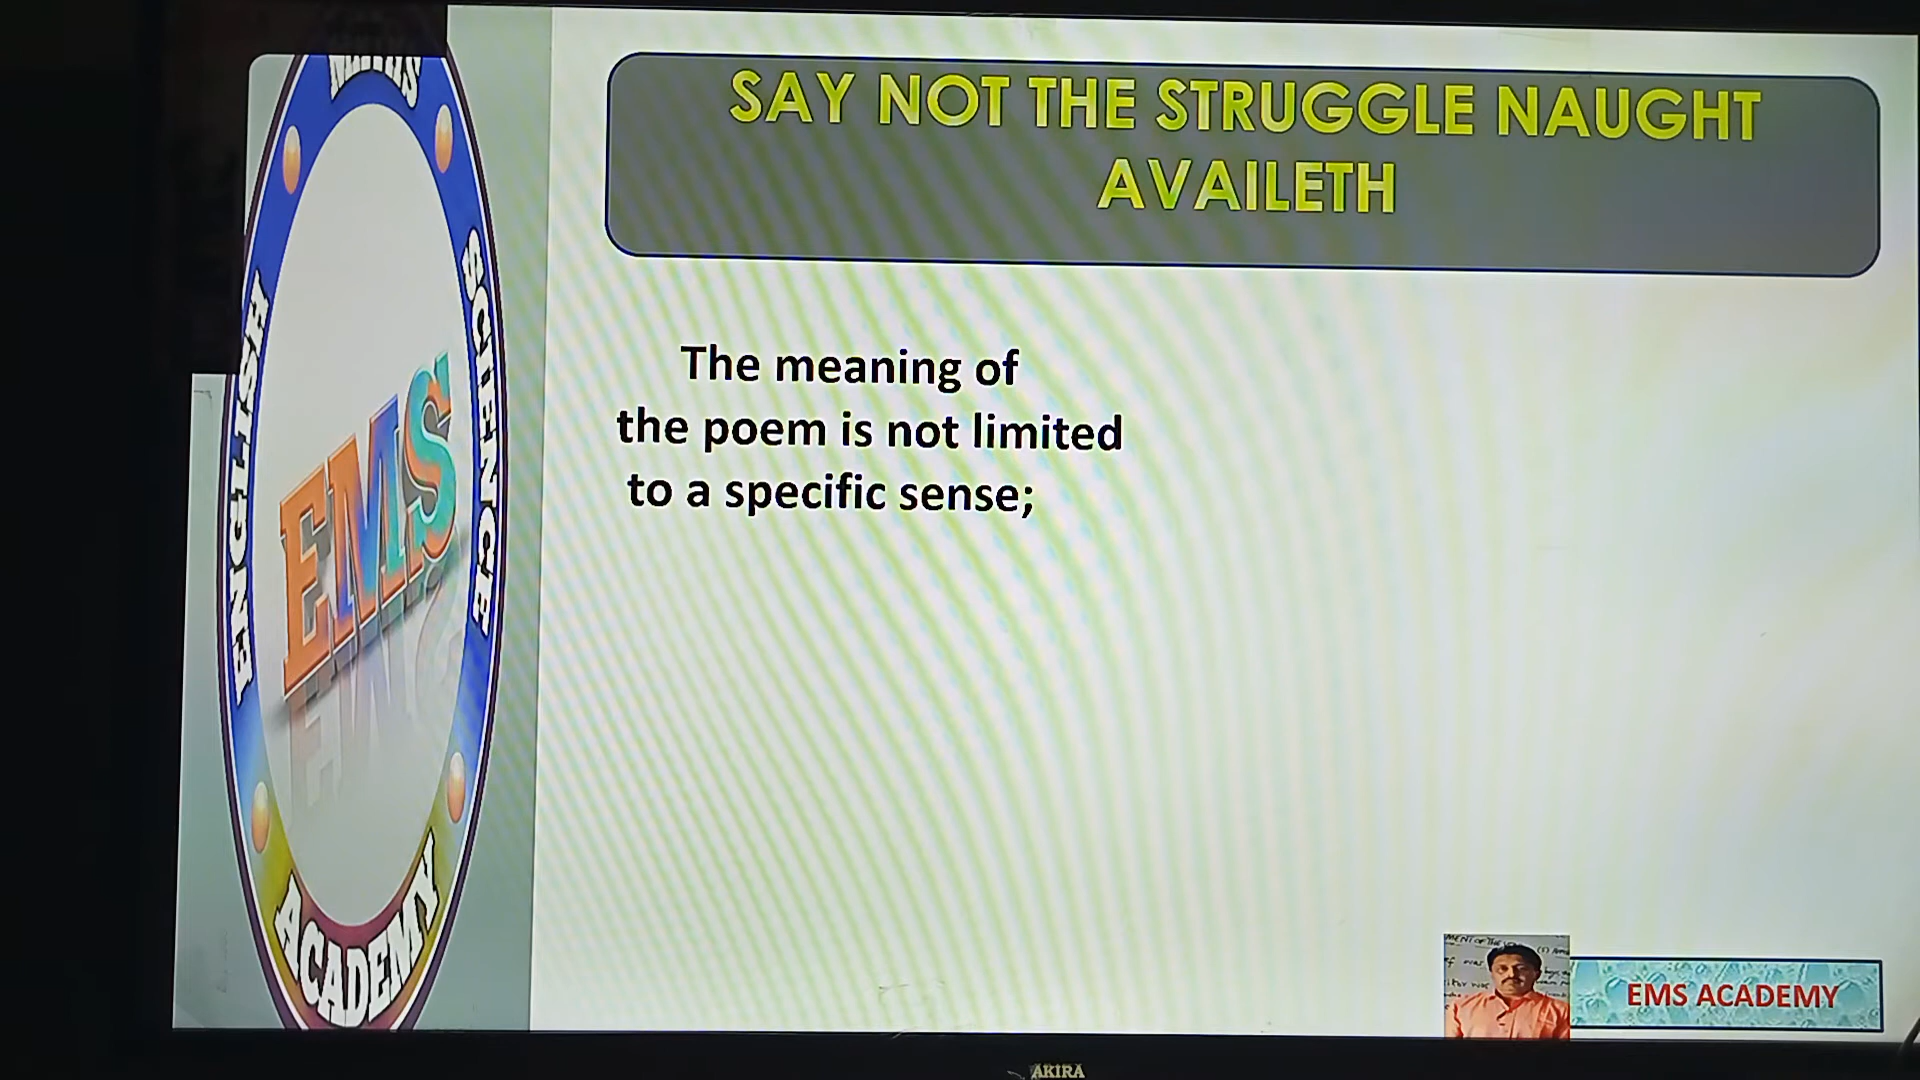 SAY NOT THE STRUGGLE NAUGHT
AVAILETH
The meaning of
the poem is not limited
to a specific sense;
ENGLISH
SCIENCE
EMS
ACADEMY
EMS ACADEMY
AKIRA